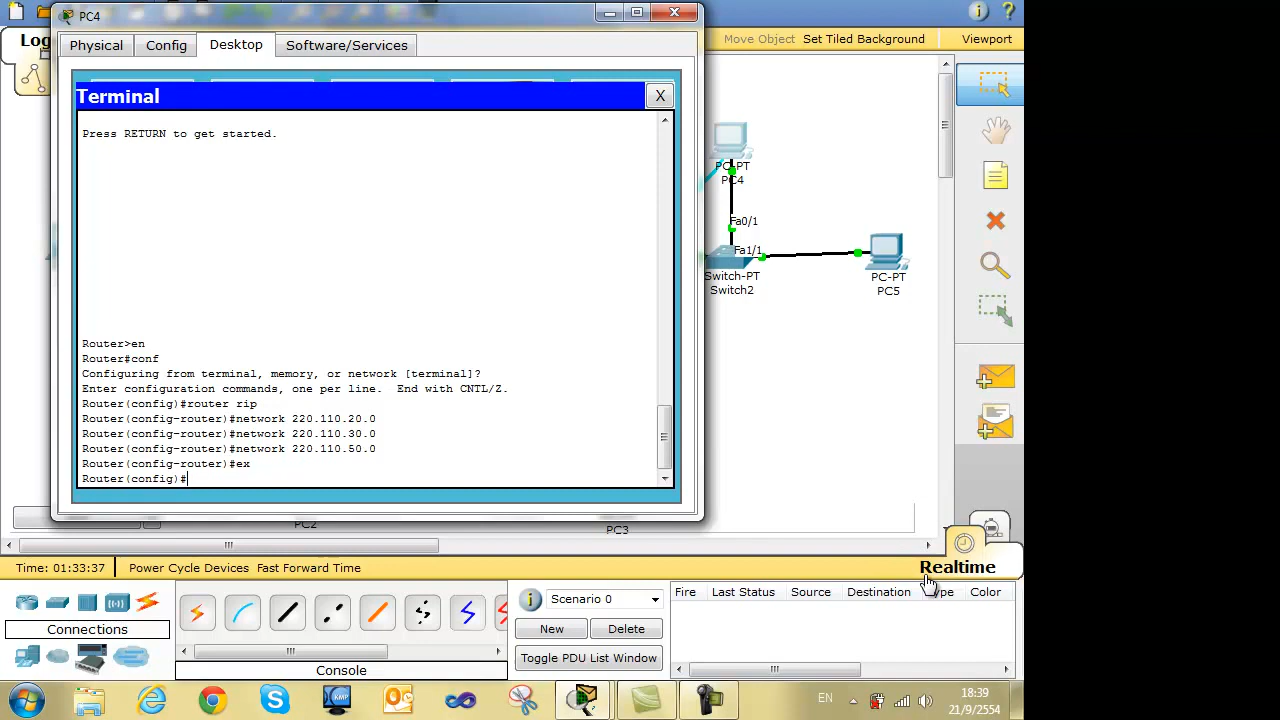 PC4
Physical
Config
Desktop
Software/Services
Log
Move Object
Set Tiled Background
Viewport
Terminal
X
Press RETURN to get started.
Router>en
Router#conf
Configuring from terminal, memory, or network [terminal]?
Enter configuration commands, one per line.  End with CNTL/Z.
Router(config)#router rip
Router(config-router)#network 220.110.20.0
Router(config-router)#network 220.110.30.0
Router(config-router)#network 220.110.50.0
Router(config-router)#ex
Router(config)#
PC-PT
PC4
Fa0/1
Fa1/1
Switch-PT
Switch2
PC-PT
PC5
PC2
PC3
Time: 01:33:37
Power Cycle Devices
Fast Forward Time
Realtime
Connections
Console
Scenario 0
New
Delete
Toggle PDU List Window
Fire
Last Status
Source
Destination
Color
EN
18:39
21/9/2554